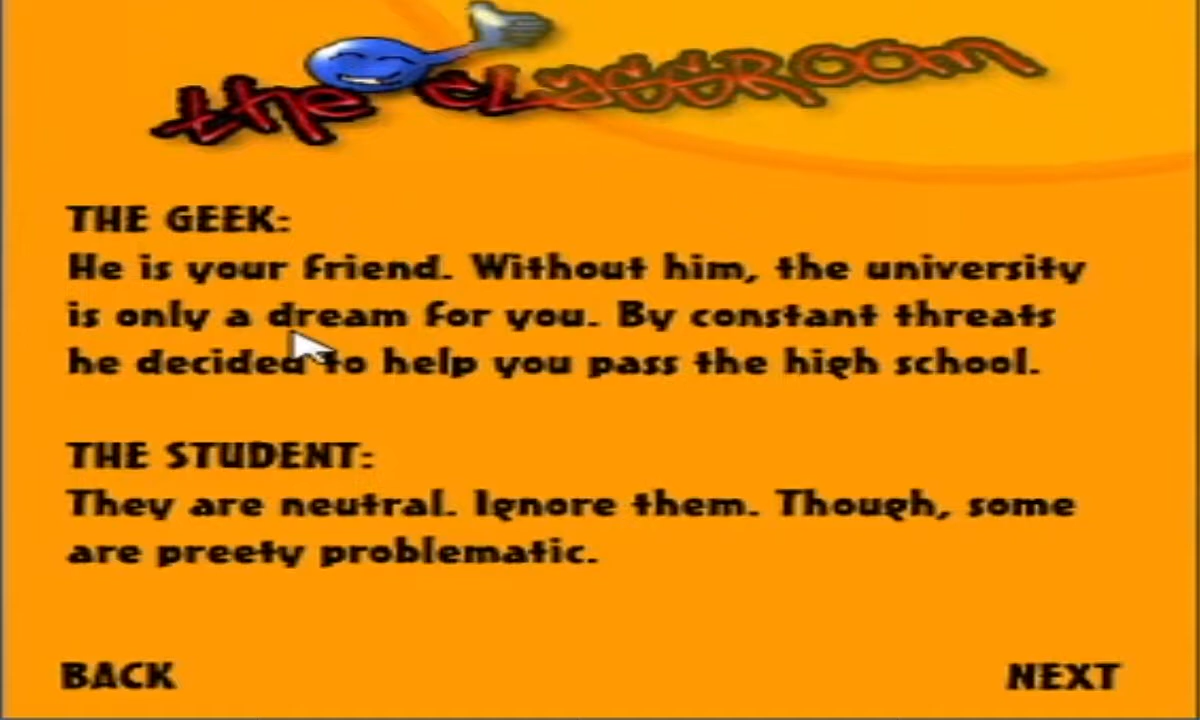 the classroom
THE GEEK:
He is your friend. Without him, the university
is only a dream for you. By constant threats
he decided to help you pass the high school.
THE STUDENT:
They are neutral. Ignore them. Though, some
are preety problematic.
BACK
NEXT